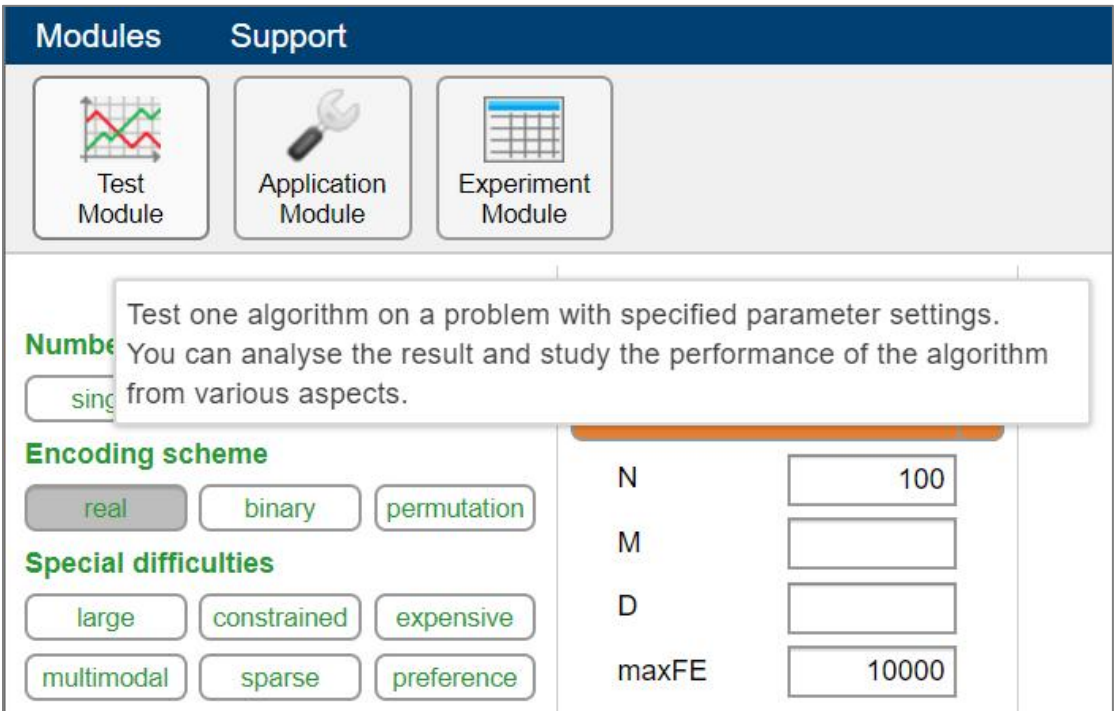 Modules Support
Test
Module
Application
Module
Experiment
Module
Test one algorithm on a problem with specified parameter settings.
You can analyse the result and study the performance of the algorithm
from various aspects.
Encoding scheme
real binary permutation
Special difficulties
large constrained expensive
multimodal sparse preference
N 100
M
D
maxFE 10000